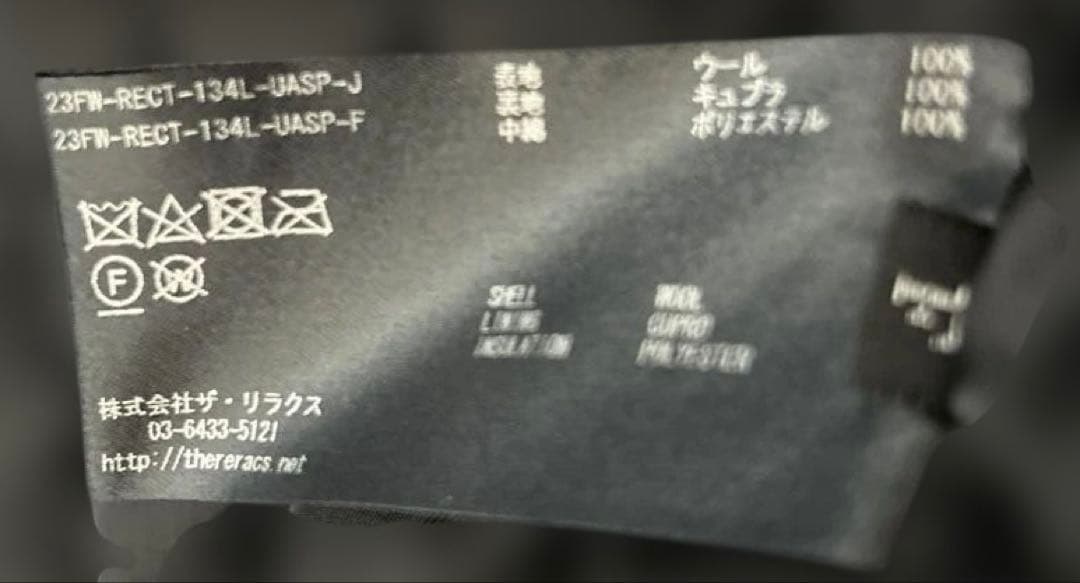 23FW-RECT-134L-UASP-J
23FW-RECT-134L-UASP-F
表地 ウール 100%
裏地 キュプラ 100%
中綿 ポリエステル 100%
F
W
SHELL WOOL
LINING CUPRO
INSULATION POLYESTER
株式会社ザ・リラクス
03-6433-5121
http://thereracs.net